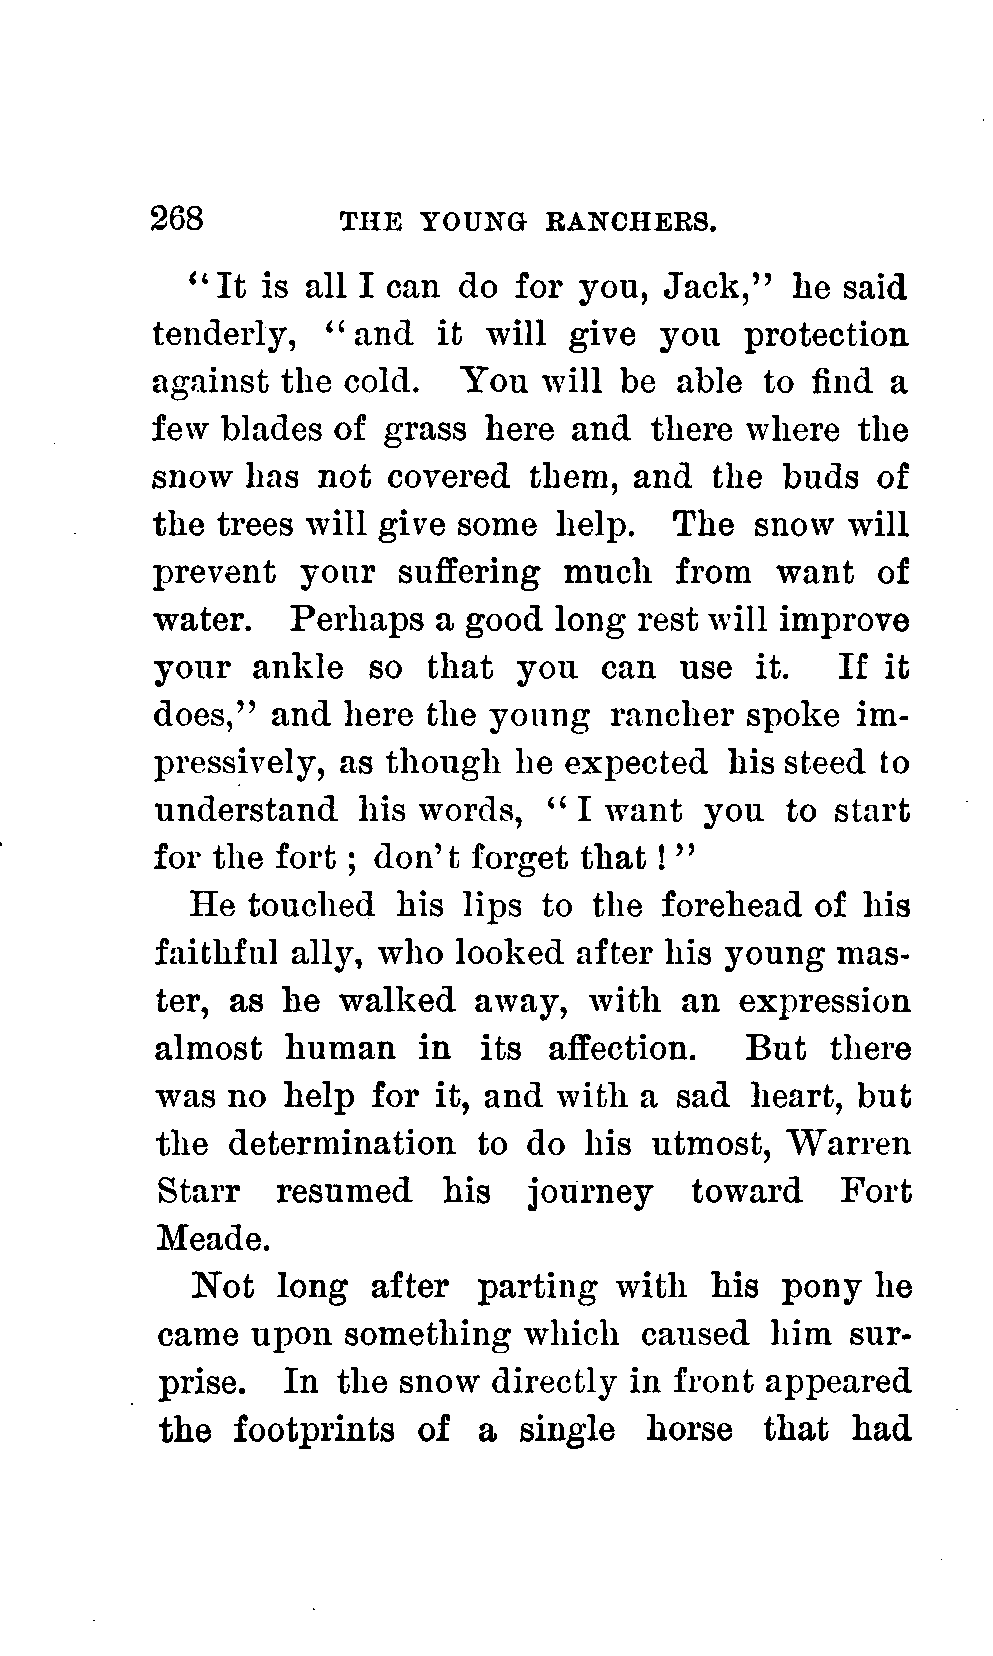 268 THE YOUNG RANCHERS.
"It is all I can do for you, Jack," he said
tenderly, "and it will give you protection
against the cold. You will be able to find a
few blades of grass here and there where the
snow has not covered them, and the buds of
the trees will give some help. The snow will
prevent your suffering much from want of
water. Perhaps a good long rest will improve
your ankle so that you can use it. If it
does," and here the young rancher spoke im-
pressively, as though he expected his steed to
understand his words, "I want you to start
for the fort ; don't forget that !"
He touched his lips to the forehead of his
faithful ally, who looked after his young mas-
ter, as he walked away, with an expression
almost human in its affection. But there
was no help for it, and with a sad heart, but
the determination to do his utmost, Warren
Starr resumed his journey toward Fort
Meade.
Not long after parting with his pony he
came upon something which caused him sur-
prise. In the snow directly in front appeared
the footprints of a single horse that had